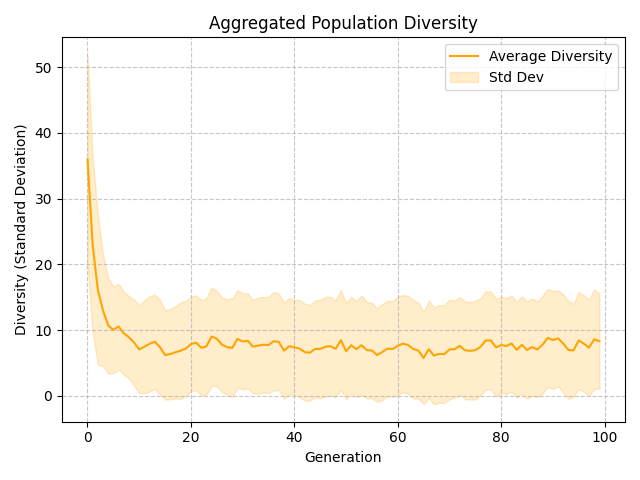 Aggregated Population Diversity
Average Diversity
Std Dev
Diversity (Standard Deviation)
50
40
30
20
10
0
0 20 40 60 80 100
Generation